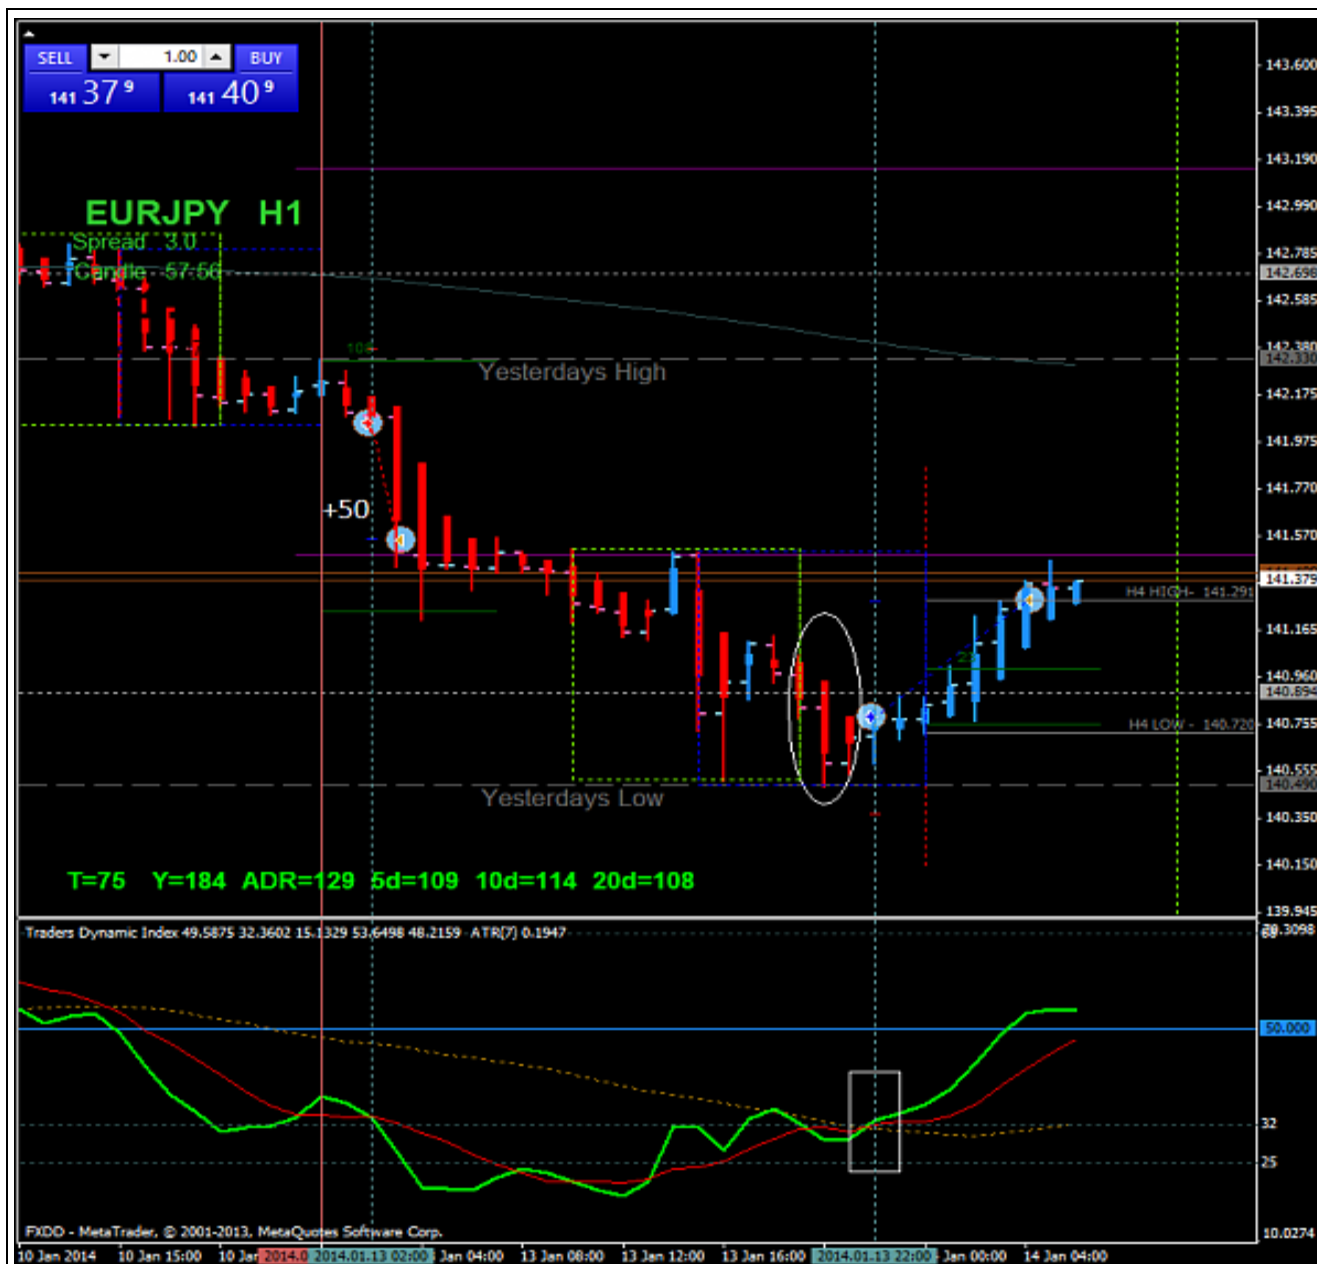 SELL 1.00 BUY
141 37 9 141 40 9
143.600
143.395
143.190
142.990
EURJPY H1
Spread 3.0
142.785
Candle 57:56
142.698
142.585
108
142.380
142.330
Yesterdays High
142.175
141.975
141.770
+50
141.570
141.379
H4 HIGH- 141.291
141.165
140.960
140.894
H4 LOW - 140.720
140.755
140.555
140.490
Yesterdays Low
140.350
140.150
T=75 Y=184 ADR=129 5d=109 10d=114 20d=108
139.945
Traders Dynamic Index 49.5875 32.3602 15.1329 53.6498 48.2159 ATR(7) 0.1947
50.000
32
25
FXDD - MetaTrader, © 2001-2013, MetaQuotes Software Corp.
10.0274
10 Jan 2014 10 Jan 15:00 10 Jan 2014.0 2014.01.13 02:00 Jan 04:00 13 Jan 08:00 13 Jan 12:00 13 Jan 16:00 2014.01.13 22:00 Jan 00:00 14 Jan 04:00